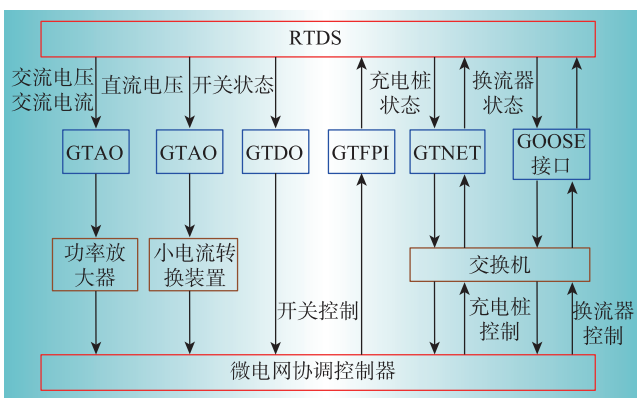 RTDS
交流电压
交流电流
直流电压
开关状态
充电桩
状态
换流器
状态
GTAO
GTAO
GTDO
GTFPI
GTNET
GOOSE
接口
功率放
大器
小电流转
换装置
交换机
开关控制
充电桩
控制
换流器
控制
微电网协调控制器